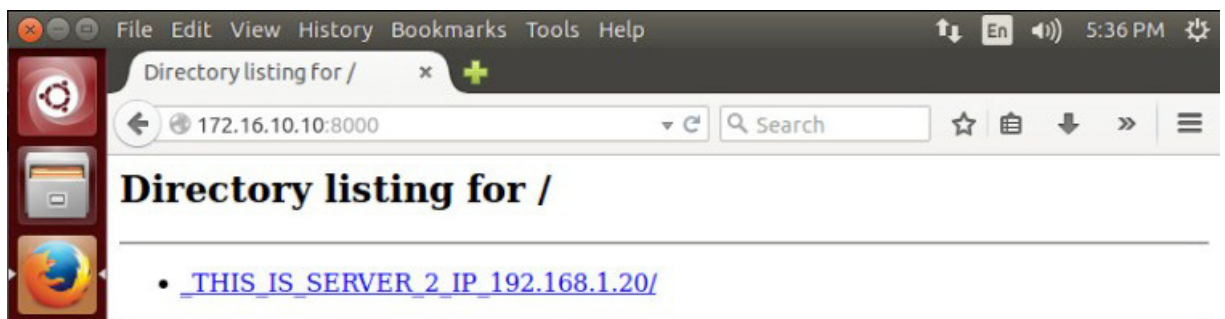 File Edit View History Bookmarks Tools Help En 5:36 PM
Directory listing for / ×
172.16.10.10:8000 Search
Directory listing for /
_THIS_IS_SERVER_2_IP_192.168.1.20/